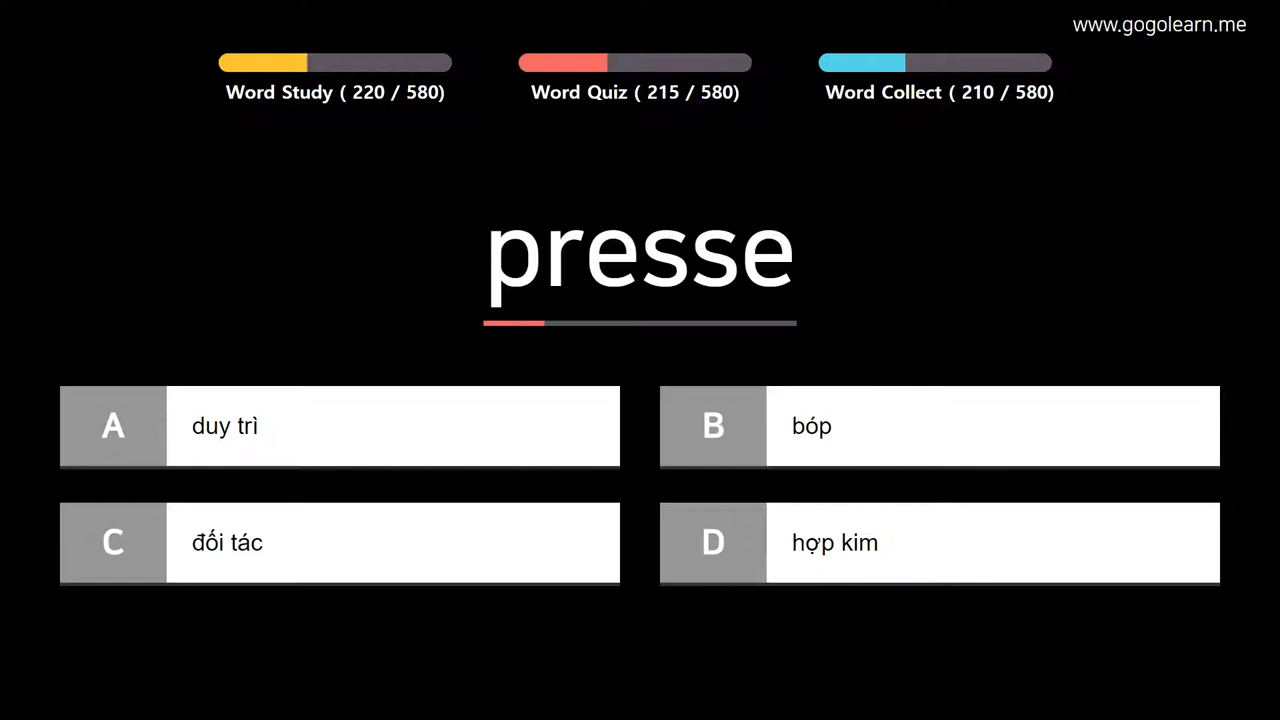 www.gogolearn.me
Word Study ( 220 / 580)
Word Quiz ( 215 / 580)
Word Collect ( 210 / 580)
presse
A
duy trì
B
bóp
C
đối tác
D
hợp kim